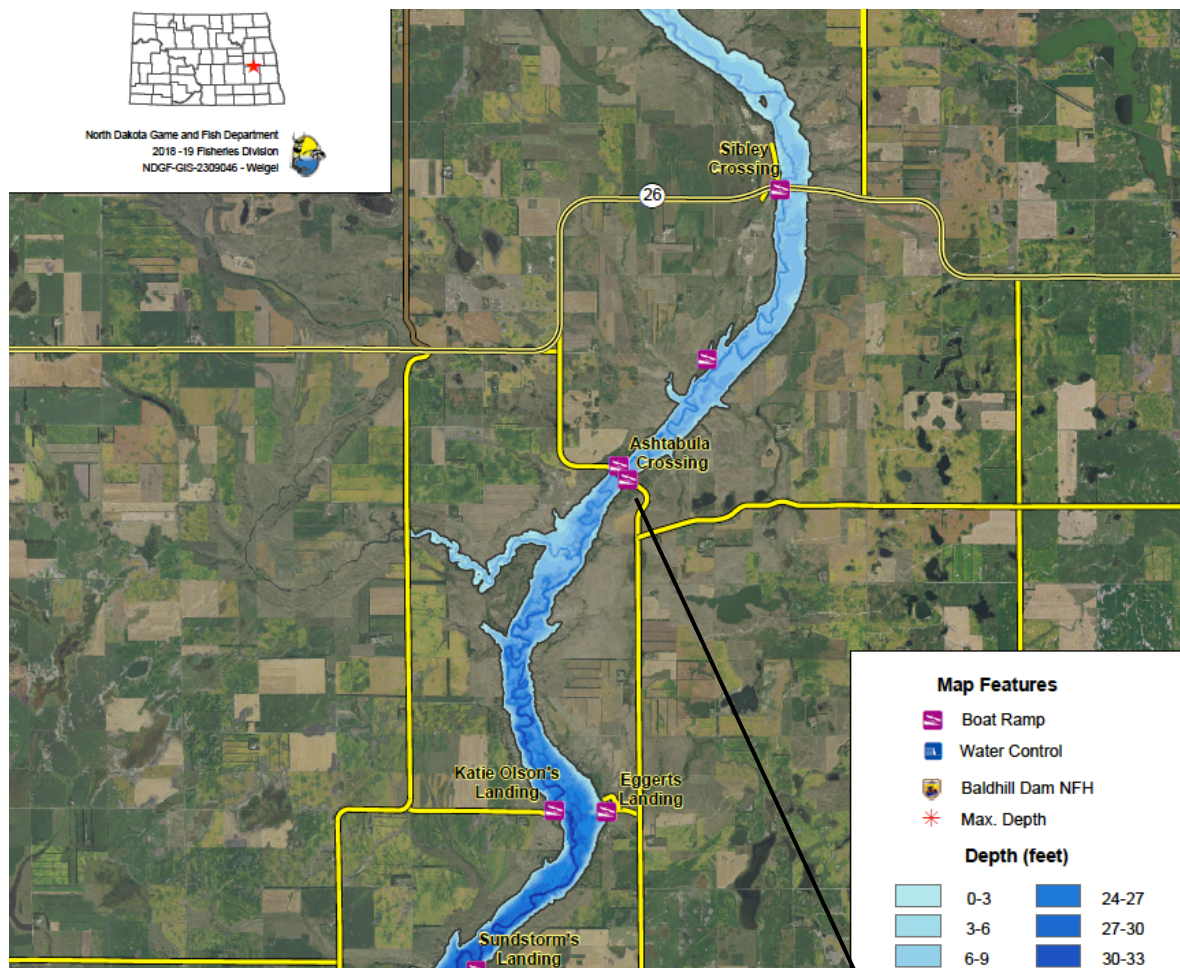 North Dakota Game and Fish Department
2018 -19 Fisheries Division
NDGF-GIS-2309046 - Weigel
Sibley
Crossing
26
Ashtabula
Crossing
Katie Olson's
Landing
Eggerts
Landing
Sundstorm's
Landing
Map Features
Boat Ramp
Water Control
Baldhill Dam NFH
Max. Depth
Depth (feet)
0-3
24-27
3-6
27-30
6-9
30-33